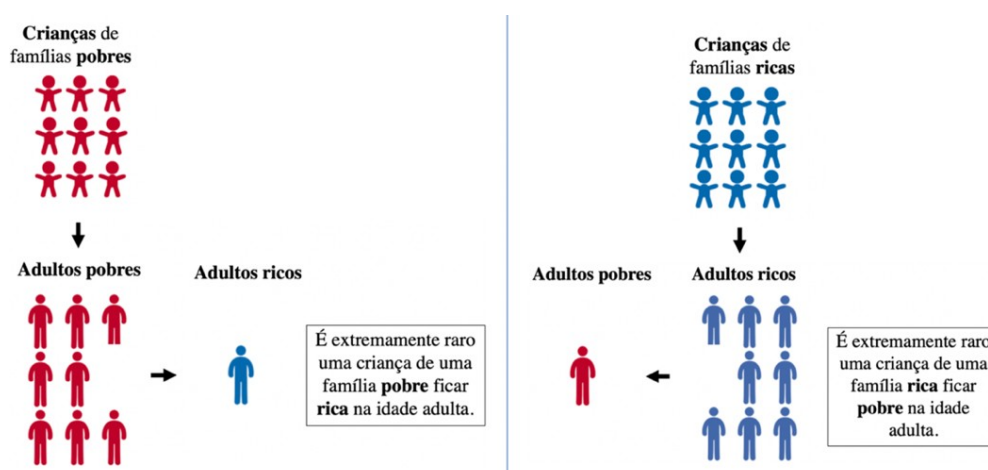 Crianças de
famílias pobres
Adultos pobres
Adultos ricos
É extremamente raro
uma criança de uma
família pobre ficar
rica na idade adulta.
Crianças de
famílias ricas
Adultos pobres
Adultos ricos
É extremamente raro
uma criança de uma
família rica ficar
pobre na idade
adulta.